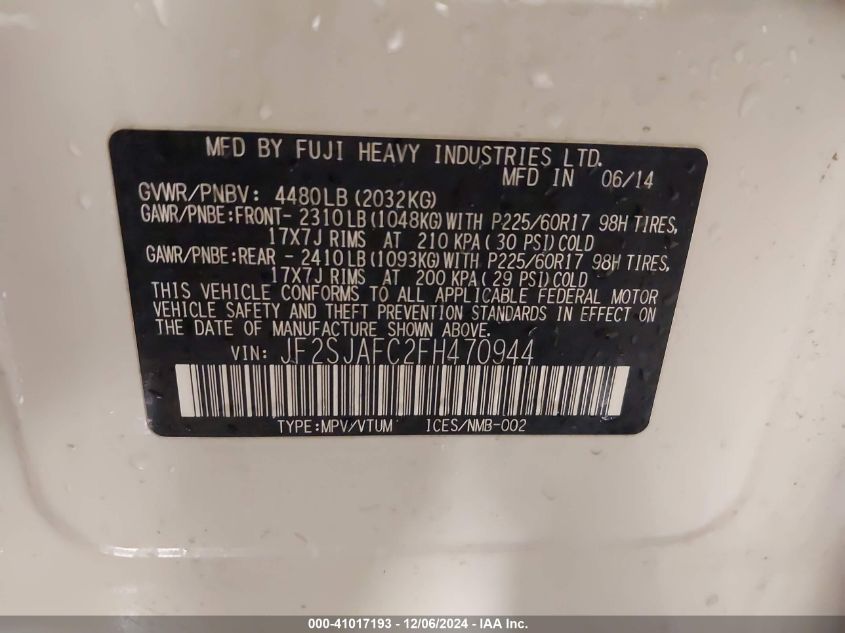 MFD BY FUJI HEAVY INDUSTRIES LTD.
MFD IN 06/14
GVWR/PNBV: 4480LB(2032KG)
GAWR/PNBE:FRONT- 2310LB(1048KG)WITH P225/60R17 98H TIRES,
17X7J RIMS AT 210 KPA(30 PSI)COLD
GAWR/PNBE:REAR - 2410LB(1093KG)WITH P225/60R17 98H TIRES,
17X7J RIMS AT 200 KPA(29 PSI)COLD
THIS VEHICLE CONFORMS TO ALL APPLICABLE FEDERAL MOTOR
VEHICLE SAFETY AND THEFT PREVENTION STANDARDS IN EFFECT ON
THE DATE OF MANUFACTURE SHOWN ABOVE.
VIN: JF2SJAFC2FH470944
TYPE:MPV/VTUM ICES/NMB-002
000-41017193 - 12/06/2024 - IAA, Inc.